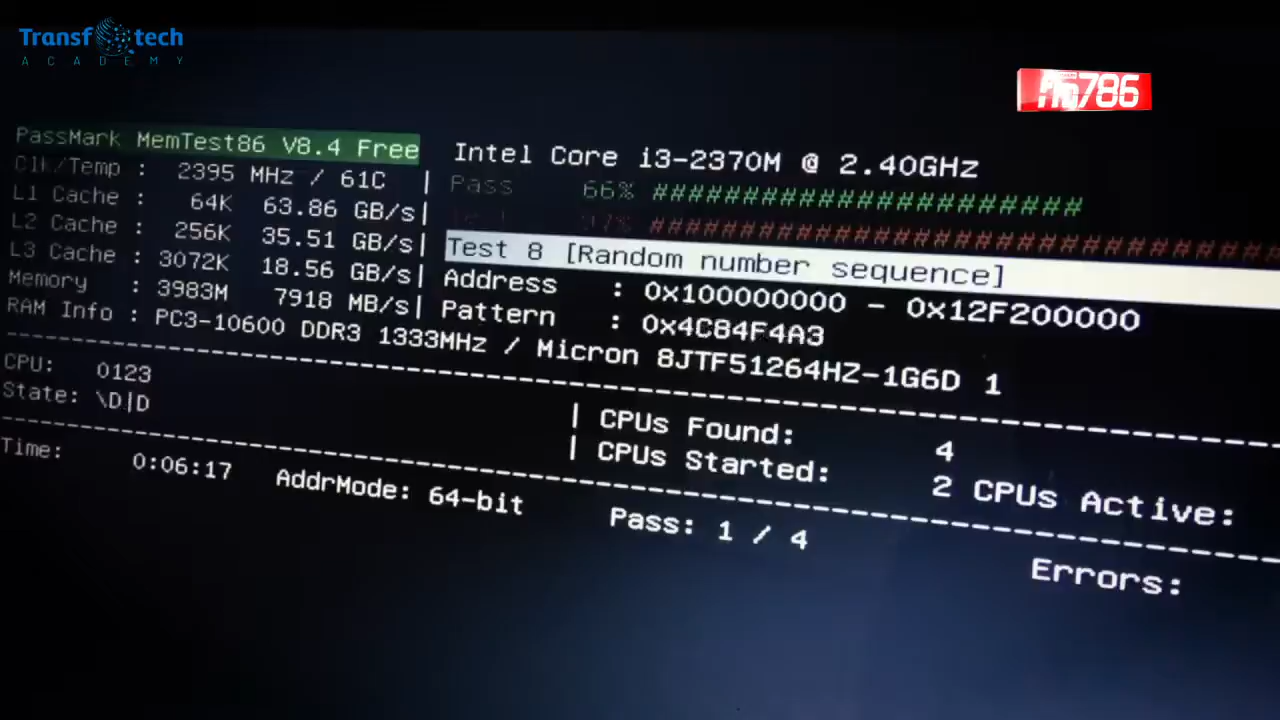 Transf tech
ACADEMY
786
PassMark MemTest86 V8.4 Free
Intel Core i3-2370M @ 2.40GHz
Clk/Temp : 2395 MHz / 61C |
Pass 66% #######################
L1 Cache : 64K 63.86 GB/s|
97% ##################################
L2 Cache : 256K 35.51 GB/s|
Test 8 [Random number sequence]
L3 Cache : 3072K 18.56 GB/s|
Address : 0x100000000 - 0x12F200000
Memory : 3983M 7918 MB/s|
Pattern : 0x4C84F4A3
RAM Info : PC3-10600 DDR3 1333MHz / Micron 8JTF51264HZ-1G6D 1
CPU: 0123
| CPUs Found: 4
State: \D|D
| CPUs Started: 2 CPUs Active:
Time: 0:06:17 AddrMode: 64-bit Pass: 1 / 4 Errors: